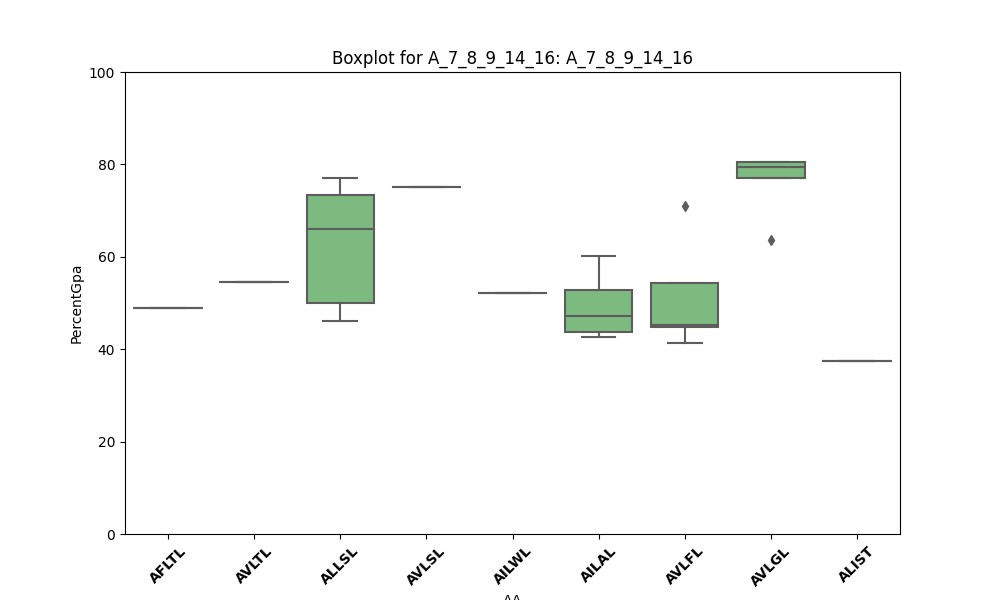 Boxplot for A_7_8_9_14_16: A_7_8_9_14_16
100
80
60
40
20
0
PercentGpa
AFLTL AVLTL ALLSL AVLSL AILWL AILAL AVLFL AVLGL ALIST
AA